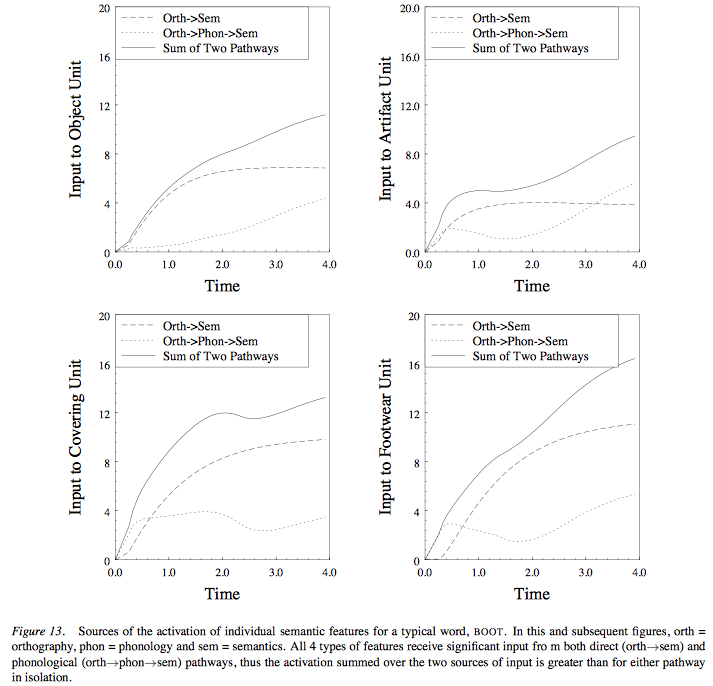 20
16
12
8
4
0
Input to Object Unit
Orth->Sem
Orth->Phon->Sem
Sum of Two Pathways
0.0 1.0 2.0 3.0 4.0
Time
20.0
16.0
12.0
8.0
4.0
0.0
Input to Artifact Unit
Orth->Sem
Orth->Phon->Sem
Sum of Two Pathways
0.0 1.0 2.0 3.0 4.0
Time
20
16
12
8
4
0
Input to Covering Unit
Orth->Sem
Orth->Phon->Sem
Sum of Two Pathways
0.0 1.0 2.0 3.0 4.0
Time
20
16
12
8
4
0
Input to Footwear Unit
Orth->Sem
Orth->Phon->Sem
Sum of Two Pathways
0.0 1.0 2.0 3.0 4.0
Time
Figure 13. Sources of the activation of individual semantic features for a typical word, BOOT. In this and subsequent figures, orth =
orthography, phon = phonology and sem = semantics. All 4 types of features receive significant input fro m both direct (orth→sem) and
phonological (orth→phon→sem) pathways, thus the activation summed over the two sources of input is greater than for either pathway
in isolation.